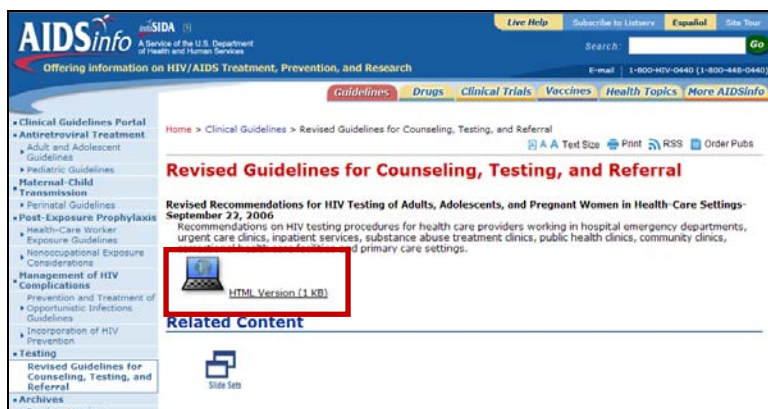 AIDSinfo infoSIDA
A Service of the U.S. Department
of Health and Human Services
Offering information on HIV/AIDS Treatment, Prevention, and Research
Live Help Subscribe to Listserv Español Site Tour
Search: Go
E-mail | 1-800-HIV-0440 (1-800-448-0440)
Guidelines Drugs Clinical Trials Vaccines Health Topics More AIDSinfo
Clinical Guidelines Portal
Antiretroviral Treatment
Adult and Adolescent
Guidelines
Pediatric Guidelines
Maternal-Child
Transmission
Perinatal Guidelines
Post-Exposure Prophylaxis
Health-Care Worker
Exposure Guidelines
Nonoccupational Exposure
Considerations
Management of HIV
Complications
Prevention and Treatment of
Opportunistic Infections
Guidelines
Incorporation of HIV
Prevention
Testing
Revised Guidelines for
Counseling, Testing, and
Referral
Archives
Home > Clinical Guidelines > Revised Guidelines for Counseling, Testing, and Referral
A A Text Size Print RSS Order Pubs
Revised Guidelines for Counseling, Testing, and Referral
Revised Recommendations for HIV Testing of Adults, Adolescents, and Pregnant Women in Health-Care Settings-
September 22, 2006
Recommendations on HIV testing procedures for health care providers working in hospital emergency departments,
urgent care clinics, inpatient services, substance abuse treatment clinics, public health clinics, community clinics,
and primary care settings.
HTML Version (1 KB)
Related Content
Slide Sets